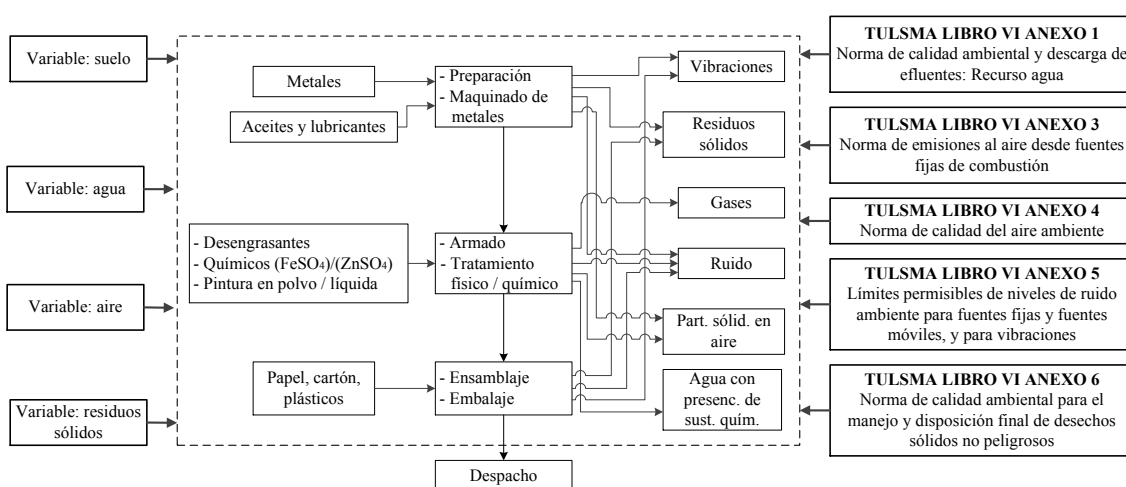 Variable: suelo
Variable: agua
Variable: aire
Variable: residuos
sólidos
Metales
Aceites y lubricantes
- Desengrasantes
- Químicos (FeSO4)/(ZnSO4)
- Pintura en polvo / líquida
Papel, cartón,
plásticos
- Preparación
- Maquinado de
metales
- Armado
- Tratamiento
físico / químico
- Ensamblaje
- Embalaje
Despacho
Vibraciones
Residuos
sólidos
Gases
Ruido
Part. sólid. en
aire
Agua con
presenc. de
sust. quím.
TULSMA LIBRO VI ANEXO 1
Norma de calidad ambiental y descarga de
efluentes: Recurso agua
TULSMA LIBRO VI ANEXO 3
Norma de emisiones al aire desde fuentes
fijas de combustión
TULSMA LIBRO VI ANEXO 4
Norma de calidad del aire ambiente
TULSMA LIBRO VI ANEXO 5
Límites permisibles de niveles de ruido
ambiente para fuentes fijas y fuentes
móviles, y para vibraciones
TULSMA LIBRO VI ANEXO 6
Norma de calidad ambiental para el
manejo y disposición final de desechos
sólidos no peligrosos